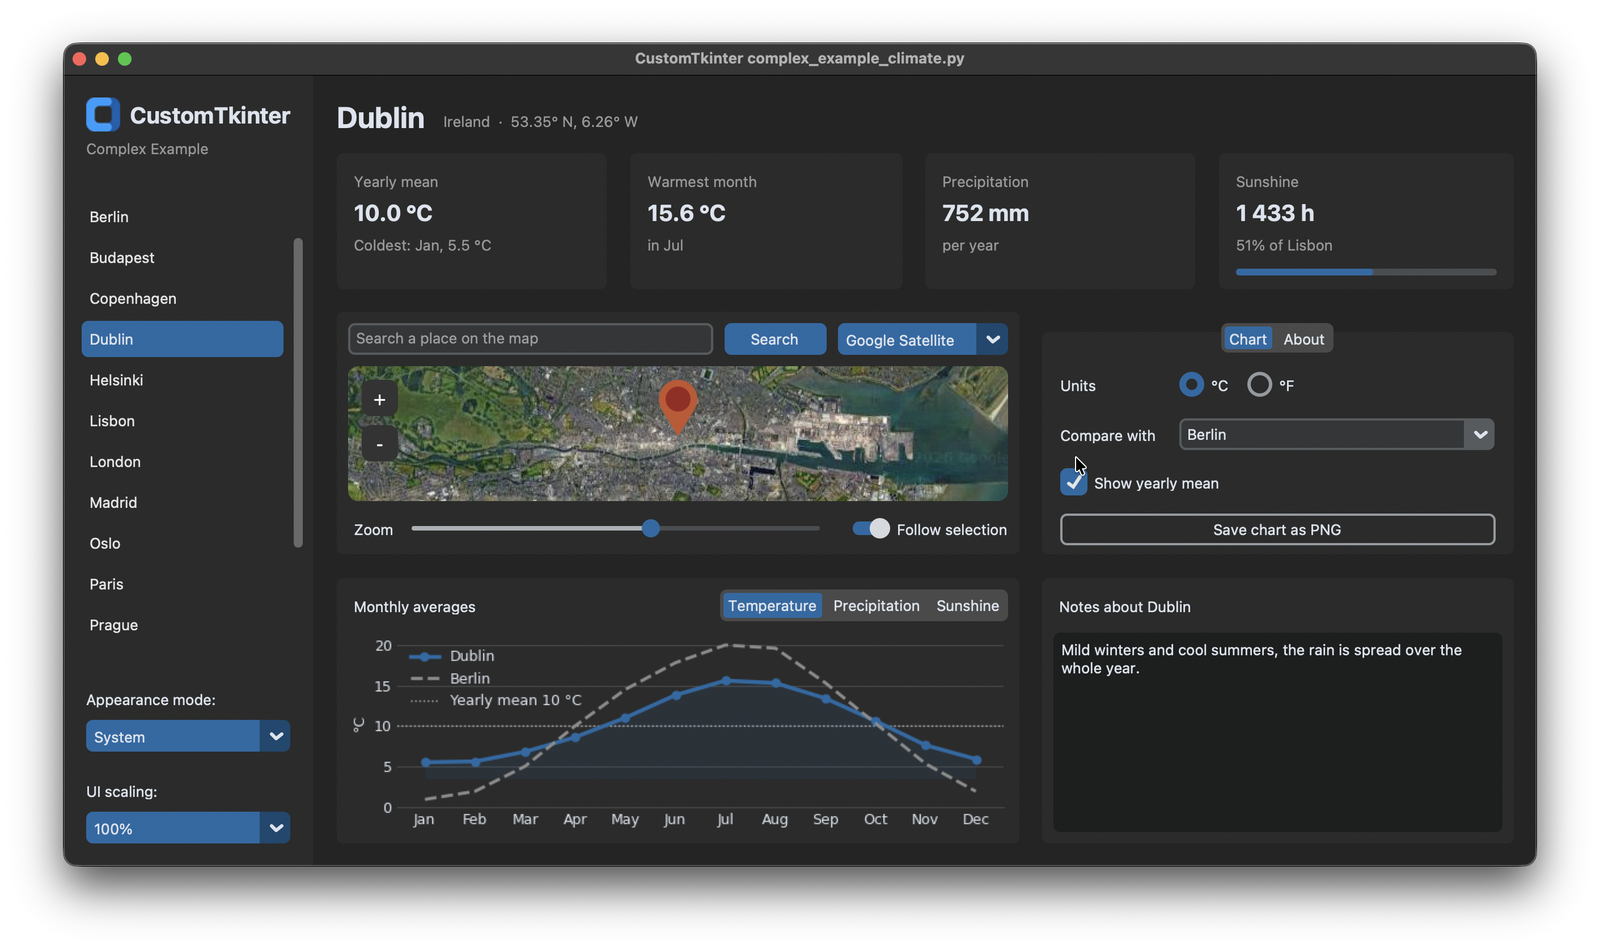 CustomTkinter complex_example_climate.py
CustomTkinter
Complex Example
Berlin
Budapest
Copenhagen
Dublin
Helsinki
Lisbon
London
Madrid
Oslo
Paris
Prague
Appearance mode:
System
UI scaling:
100%
Dublin Ireland · 53.35° N, 6.26° W
Yearly mean
10.0 °C
Coldest: Jan, 5.5 °C
Warmest month
15.6 °C
in Jul
Precipitation
752 mm
per year
Sunshine
1 433 h
51% of Lisbon
Search a place on the map
Search
Google Satellite
+
-
Zoom
Follow selection
Chart About
Units
°C
°F
Compare with
Berlin
Show yearly mean
Save chart as PNG
Monthly averages
Temperature Precipitation Sunshine
Dublin
Berlin
Yearly mean 10 °C
°C
20
15
10
5
0
Jan Feb Mar Apr May Jun Jul Aug Sep Oct Nov Dec
Notes about Dublin
Mild winters and cool summers, the rain is spread over the
whole year.